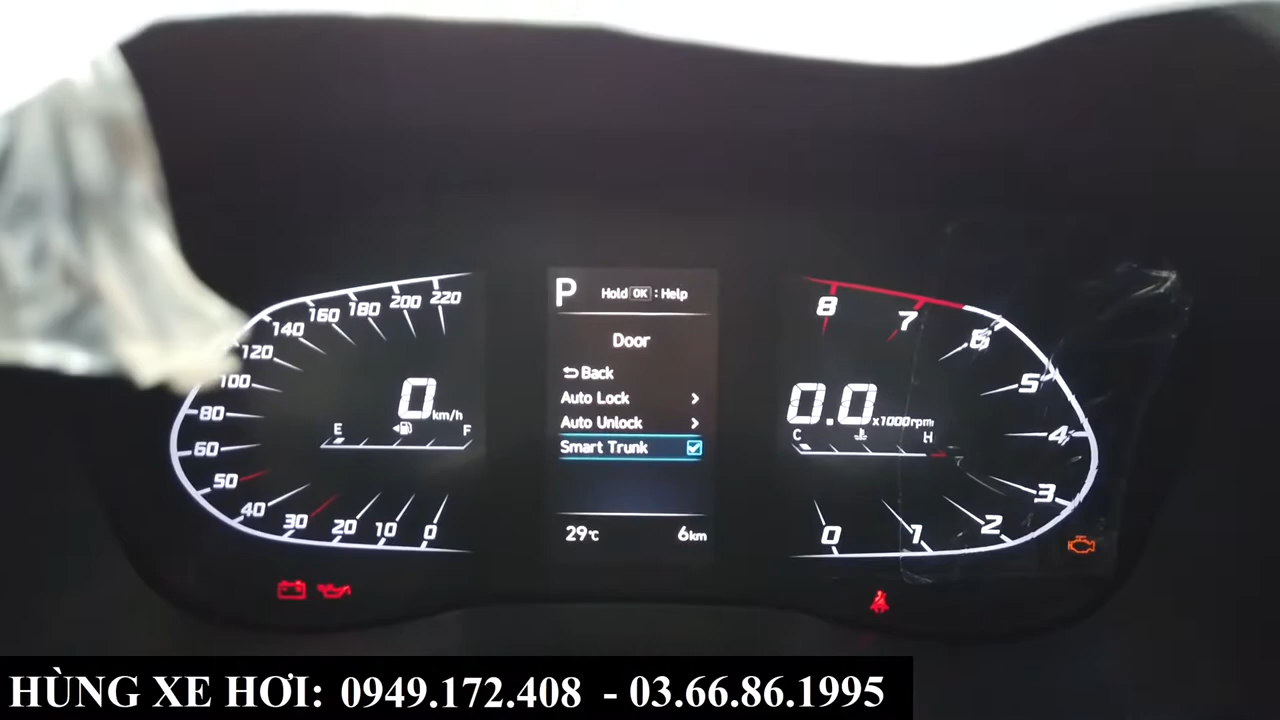 P
Hold OK : Help
Door
Back
Auto Lock
Auto Unlock
Smart Trunk
29°C
6km
220
200
180
160
140
120
100
80
60
50
40
30
20
10
0
0 km/h
E
F
8
7
6
5
4
3
2
1
0
0.0 x1000rpm
C
H
HÙNG XE HƠI: 0949.172.408 - 03.66.86.1995